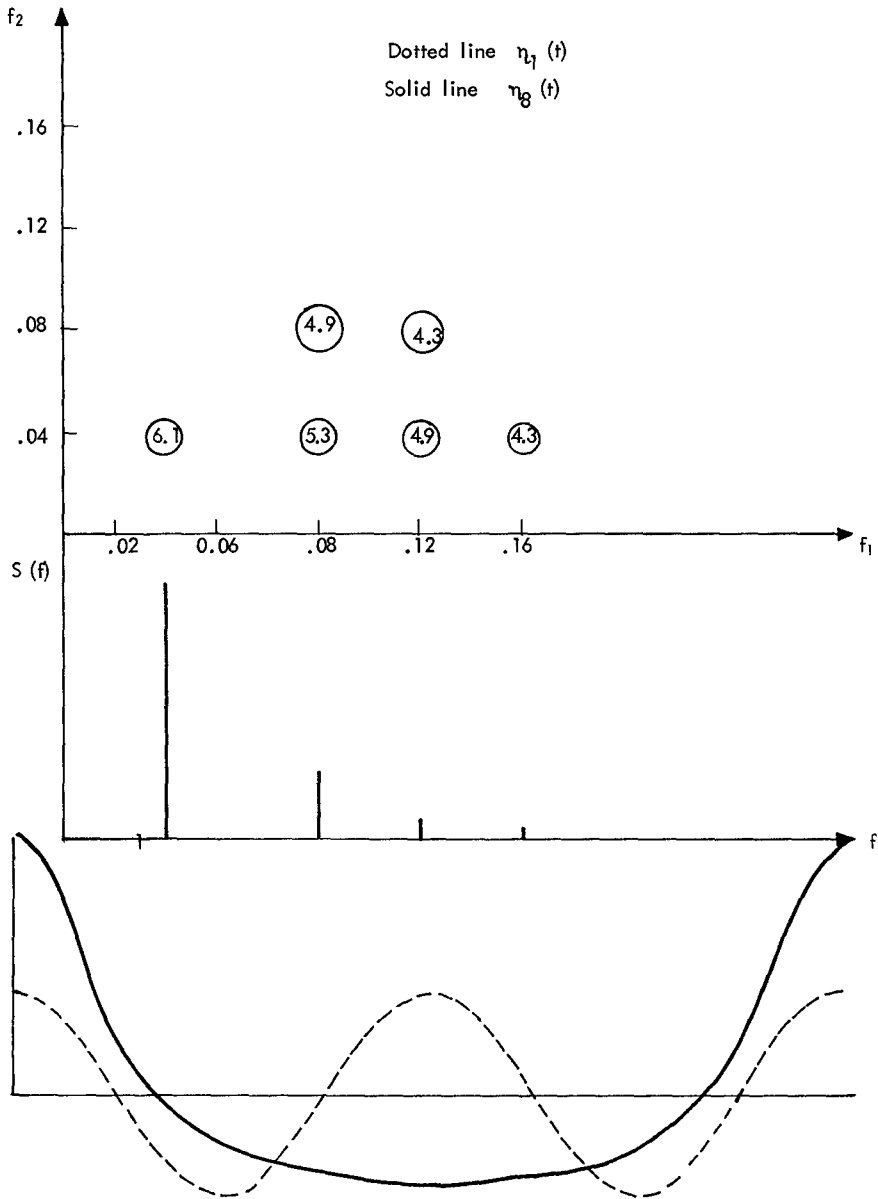 f₂
Dotted line η₁ (t)
Solid line η₈ (t)
.16
.12
.08
4.9
4.3
.04
6.1
5.3
4.9
4.3
.02 0.06 .08 .12 .16
f₁
S (f)
f